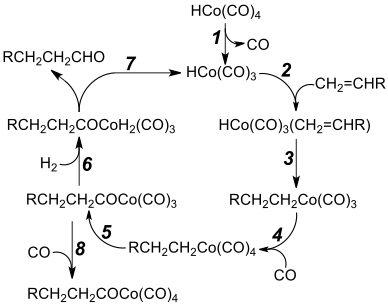 HCo(CO)₄
1
CO
RCH₂CH₂CHO
7
HCo(CO)₃
2
CH₂=CHR
RCH₂CH₂COCoH₂(CO)₃
HCo(CO)₃(CH₂=CHR)
H₂
6
3
RCH₂CH₂COCo(CO)₃
RCH₂CH₂Co(CO)₃
5
4
CO
8
RCH₂CH₂Co(CO)₄
CO
RCH₂CH₂COCo(CO)₄